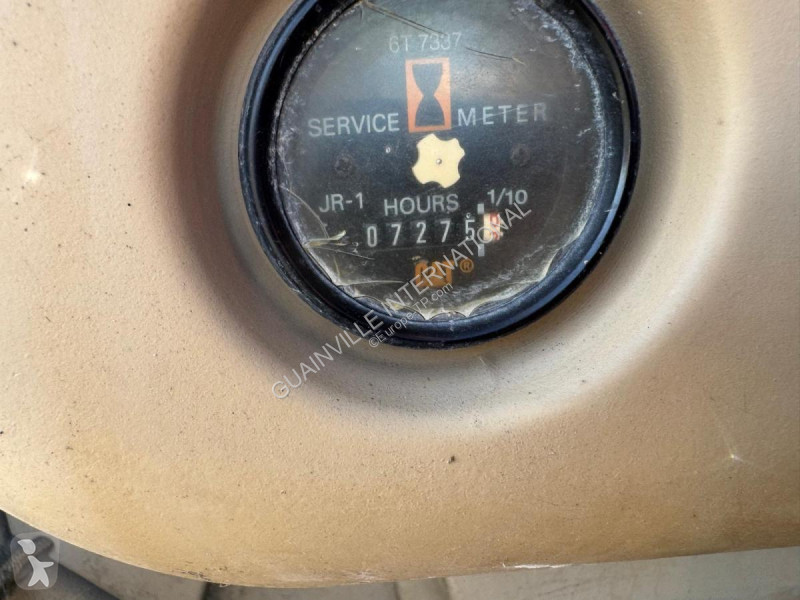 6T 7337
SERVICE METER
JR-1 HOURS 1/10
07275
®
GUAINVILLE INTERNATIONAL
©Europe-TP.com